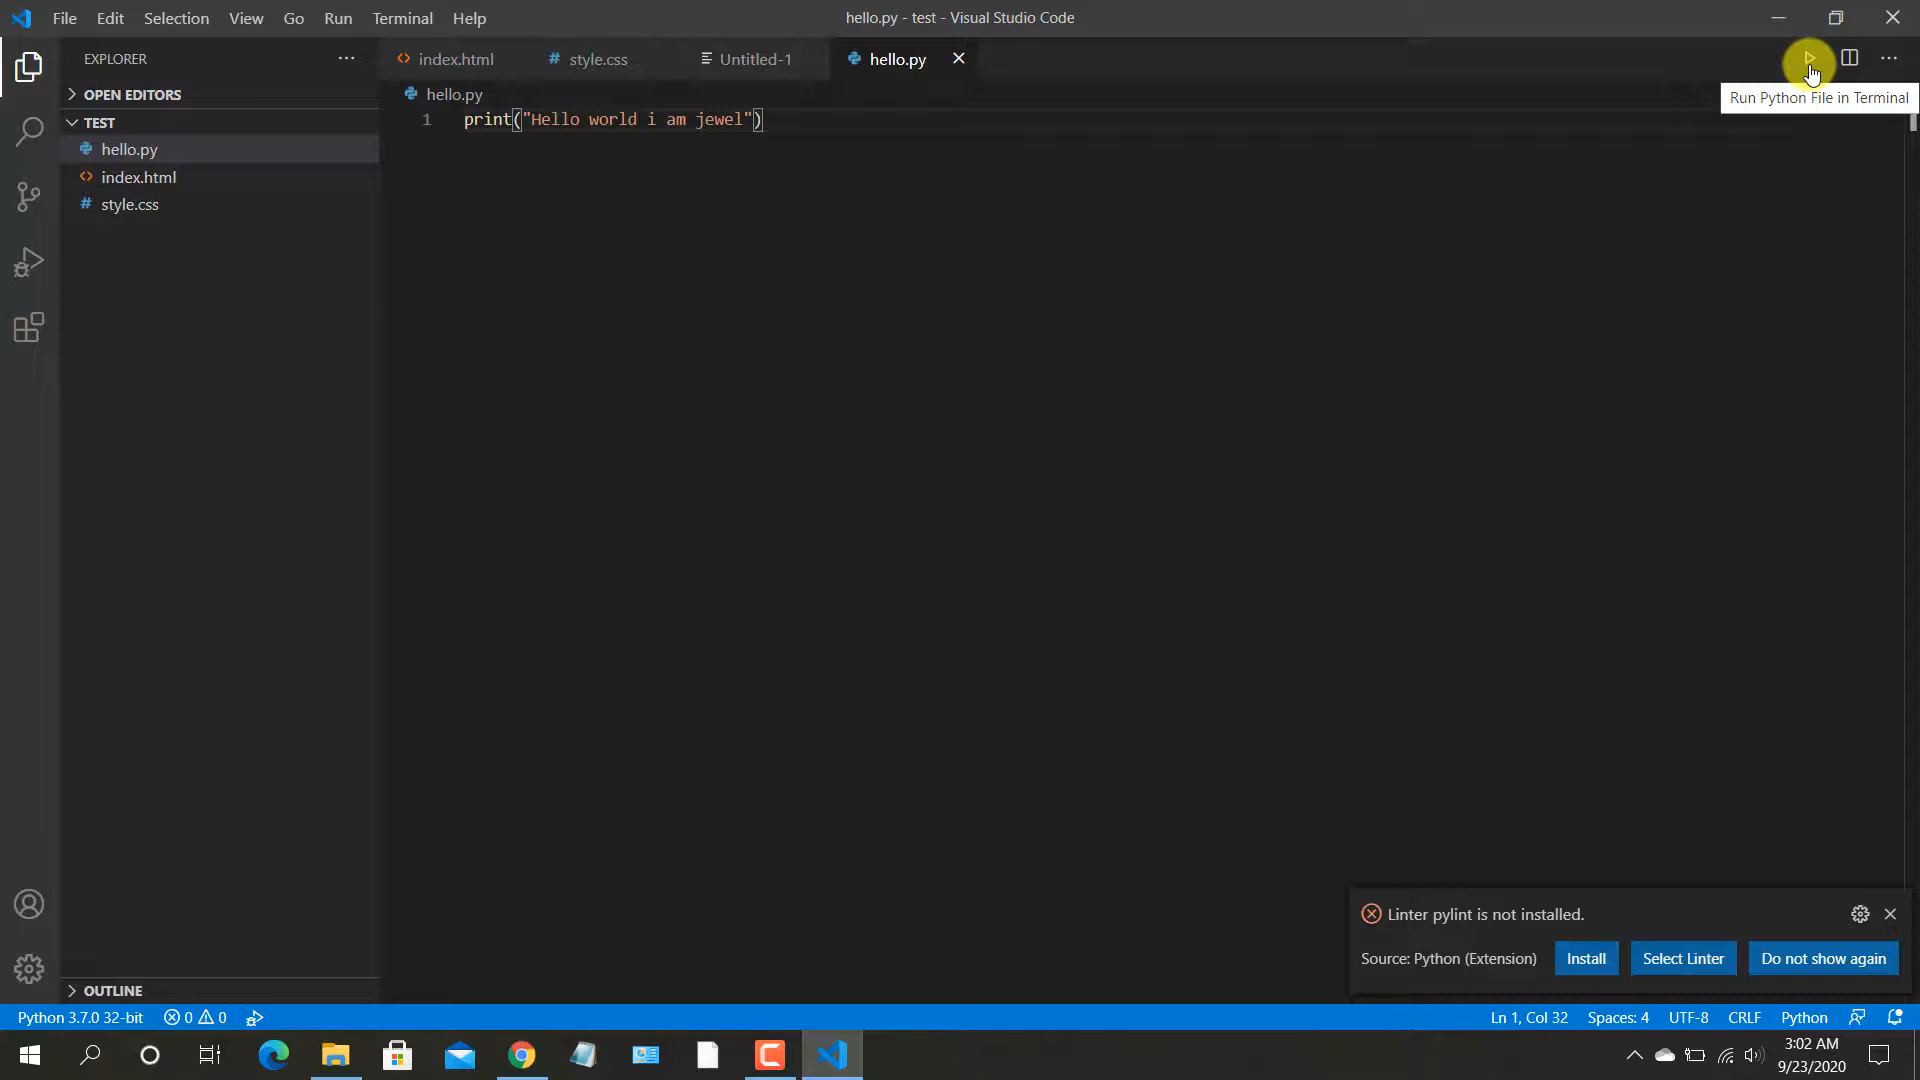 File Edit Selection View Go Run Terminal Help
hello.py - test - Visual Studio Code
EXPLORER
index.html
style.css
Untitled-1
hello.py
Run Python File in Terminal
OPEN EDITORS
TEST
hello.py
index.html
style.css
OUTLINE
hello.py
1 print("Hello world i am jewel")
Linter pylint is not installed.
Source: Python (Extension)
Install
Select Linter
Do not show again
Python 3.7.0 32-bit 0 0
Ln 1, Col 32 Spaces: 4 UTF-8 CRLF Python
3:02 AM
9/23/2020